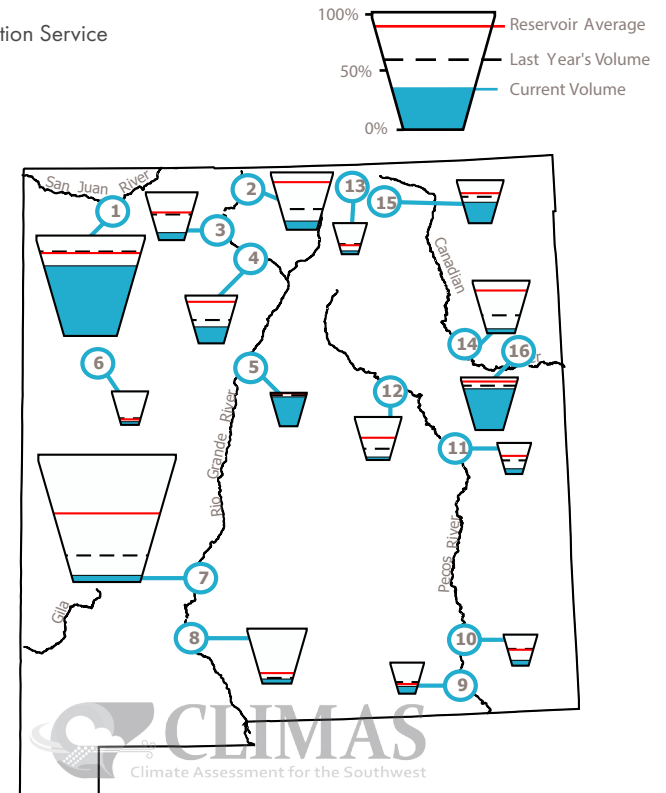 tion Service
100%
50%
0%
Reservoir Average
Last Year's Volume
Current Volume
San Juan River
1
2
3
4
13
15
Canadian
14
16
er
6
5
12
11
Rio Grande River
Pecos River
7
Gila
8
10
9
CLIMAS
Climate Assessment for the Southwest